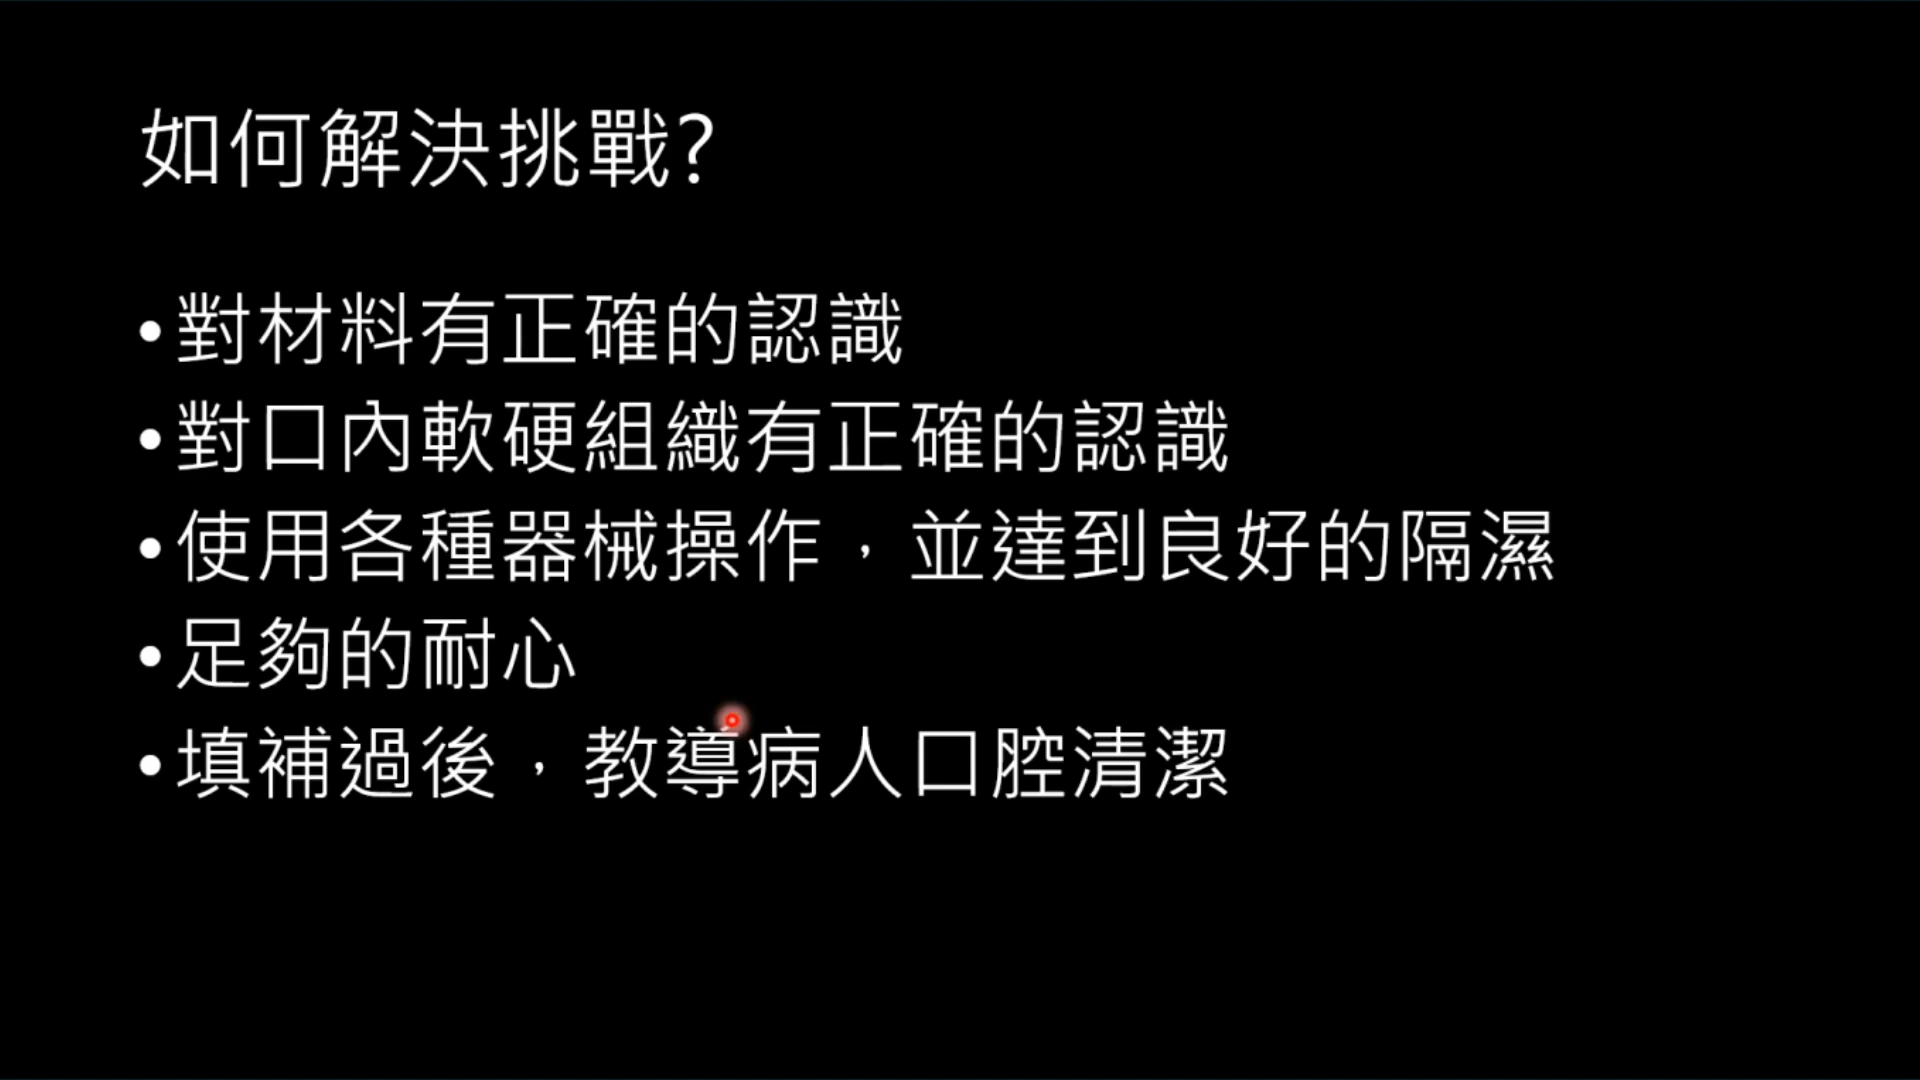 如何解決挑戰?
•對材料有正確的認識
•對口內軟硬組織有正確的認識
•使用各種器械操作，並達到良好的隔濕
•足夠的耐心
•填補過後，教導病人口腔清潔